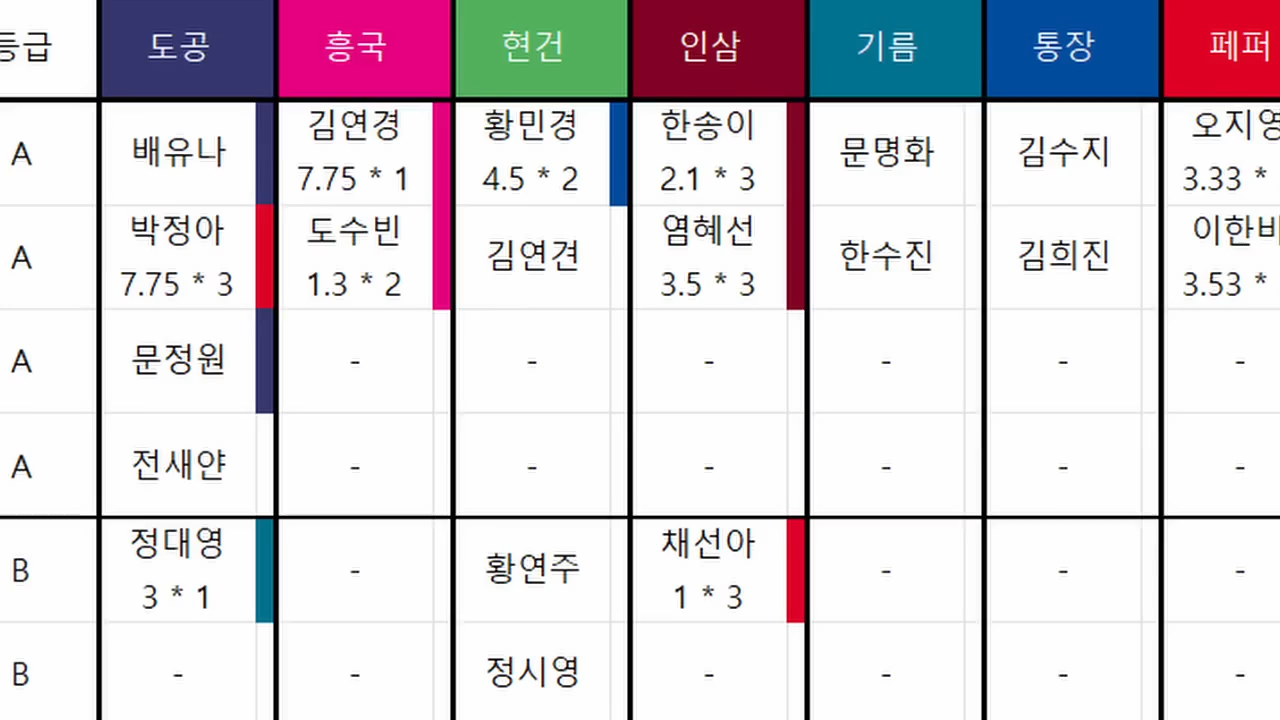 등급 도공 흥국 현건 인삼 기름 통장 페퍼
A 배유나 김연경 황민경 한송이 문명화 김수지
7.75 * 1 4.5 * 2 2.1 * 3 3.33 *
A 박정아 도수빈 김연견 염혜선 한수진 김희진
7.75 * 3 1.3 * 2 3.5 * 3 3.53 *
A 문정원 - - - - - -
A 전새얀 - - - - - -
B 정대영 - 황연주 채선아 - - -
3 * 1 1 * 3
B - - 정시영 - - - -